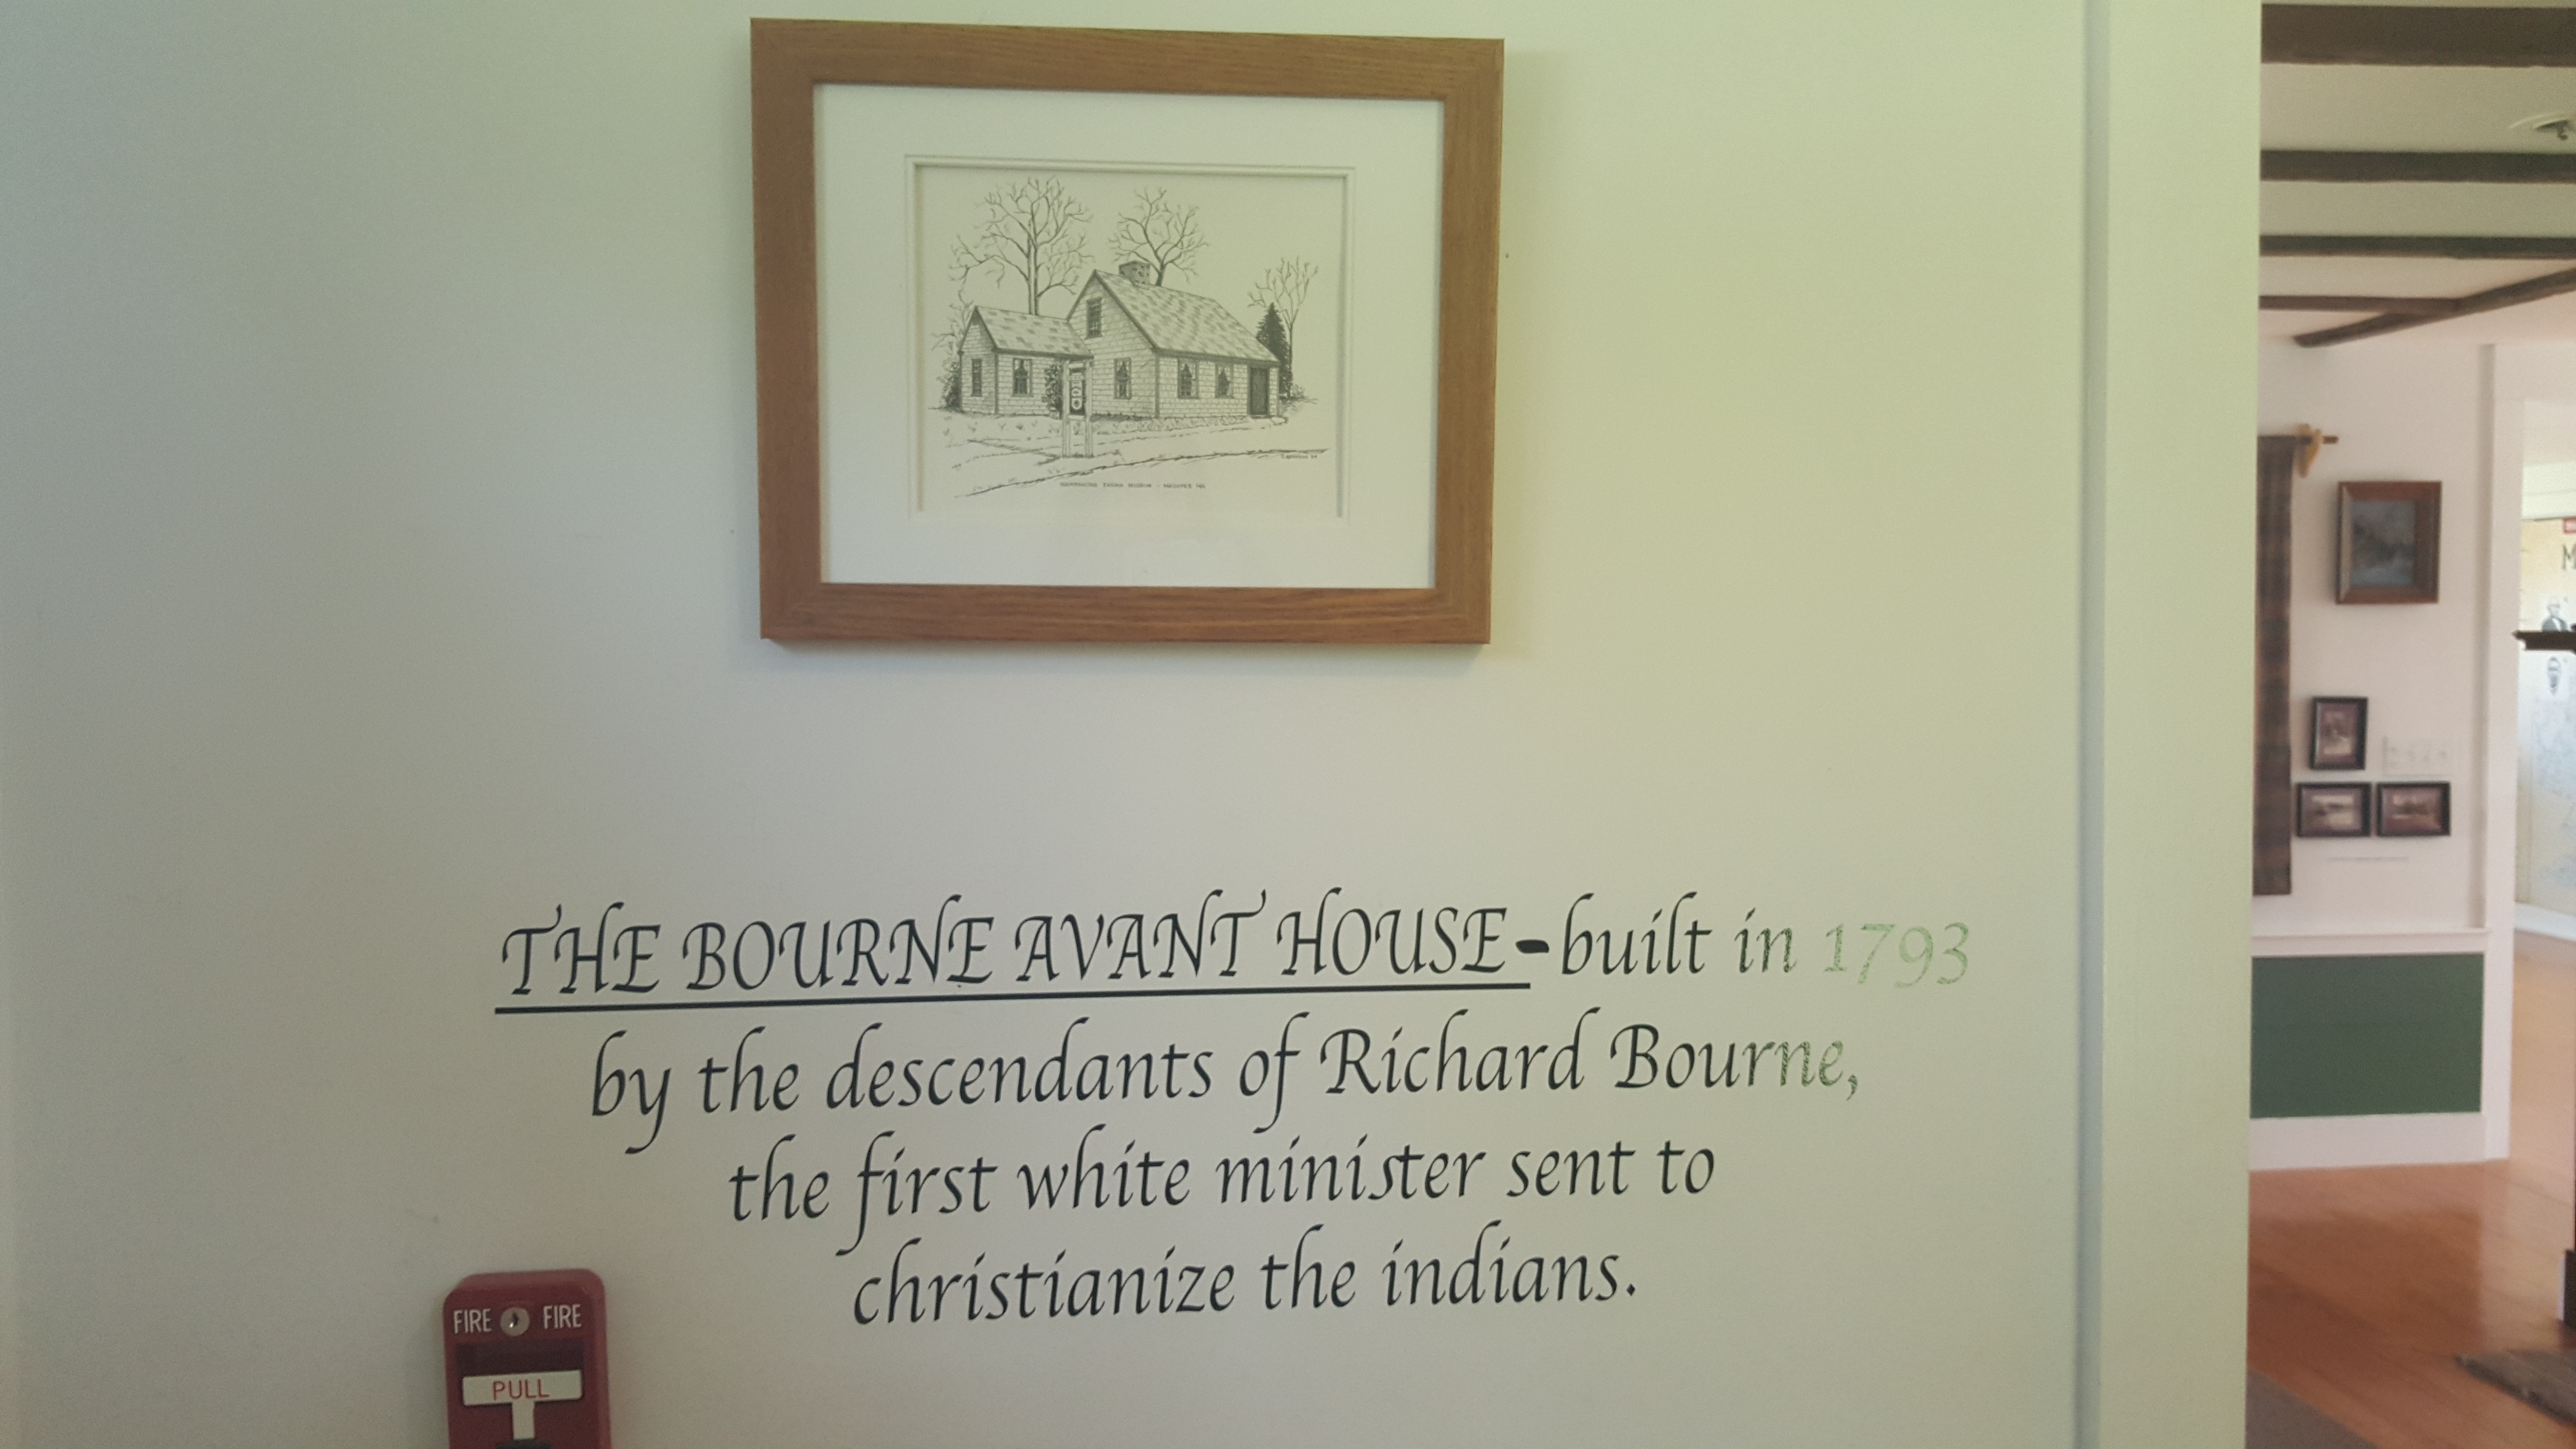 THE BOURNE AVANT HOUSE-built in 1793
by the descendants of Richard Bourne,
the first white minister sent to
christianize the indians.
FIRE FIRE
PULL